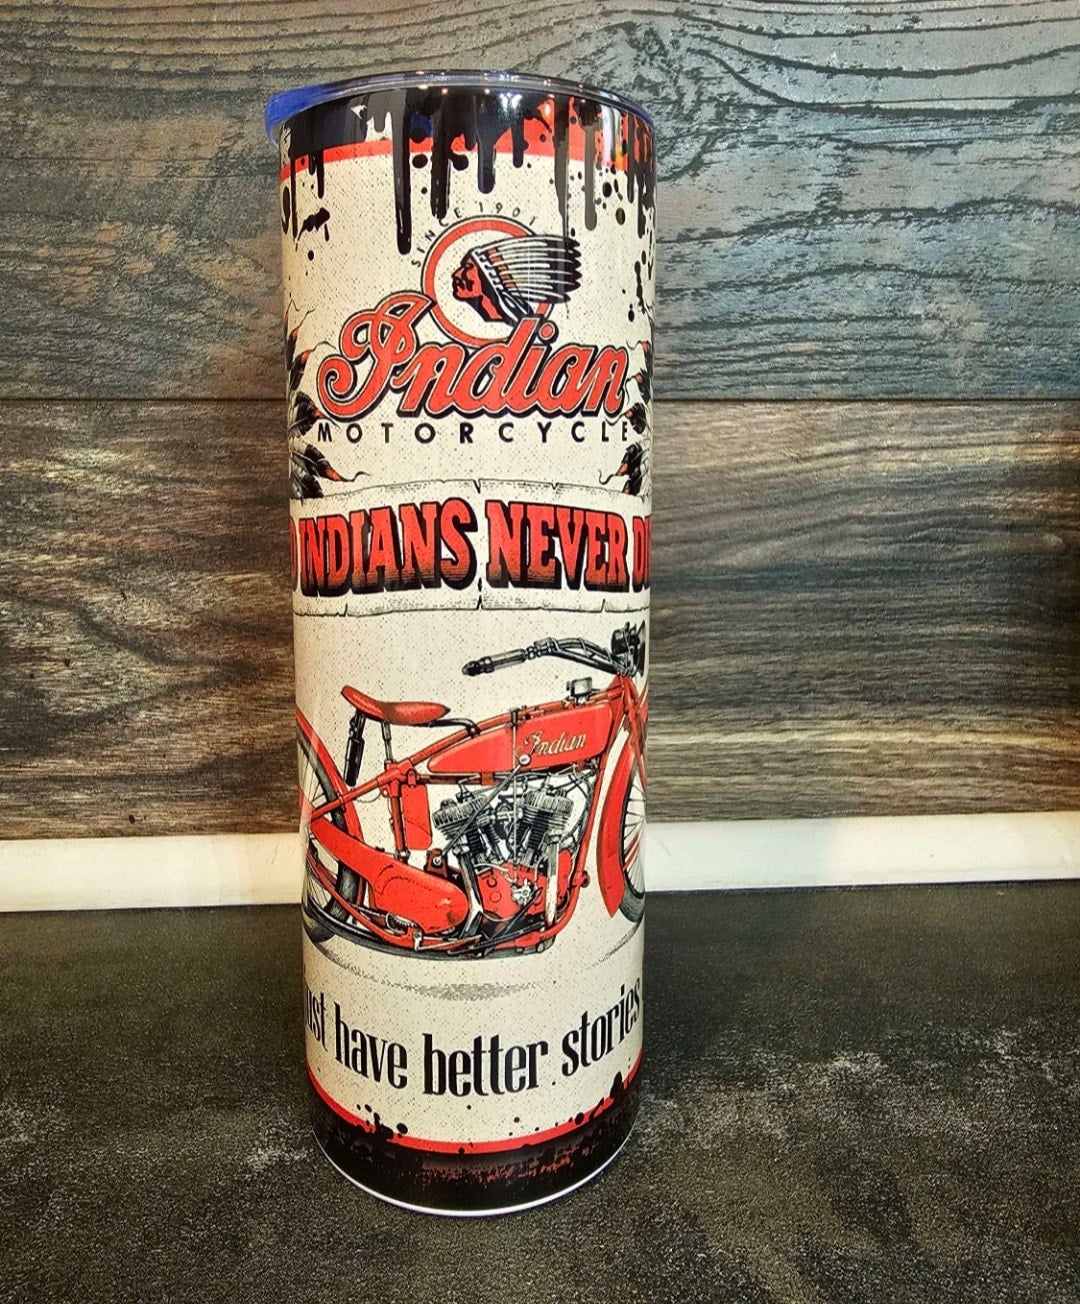 SINCE 1901
Indian
MOTORCYCLE
INDIANS NEVER
Indian
have better stories